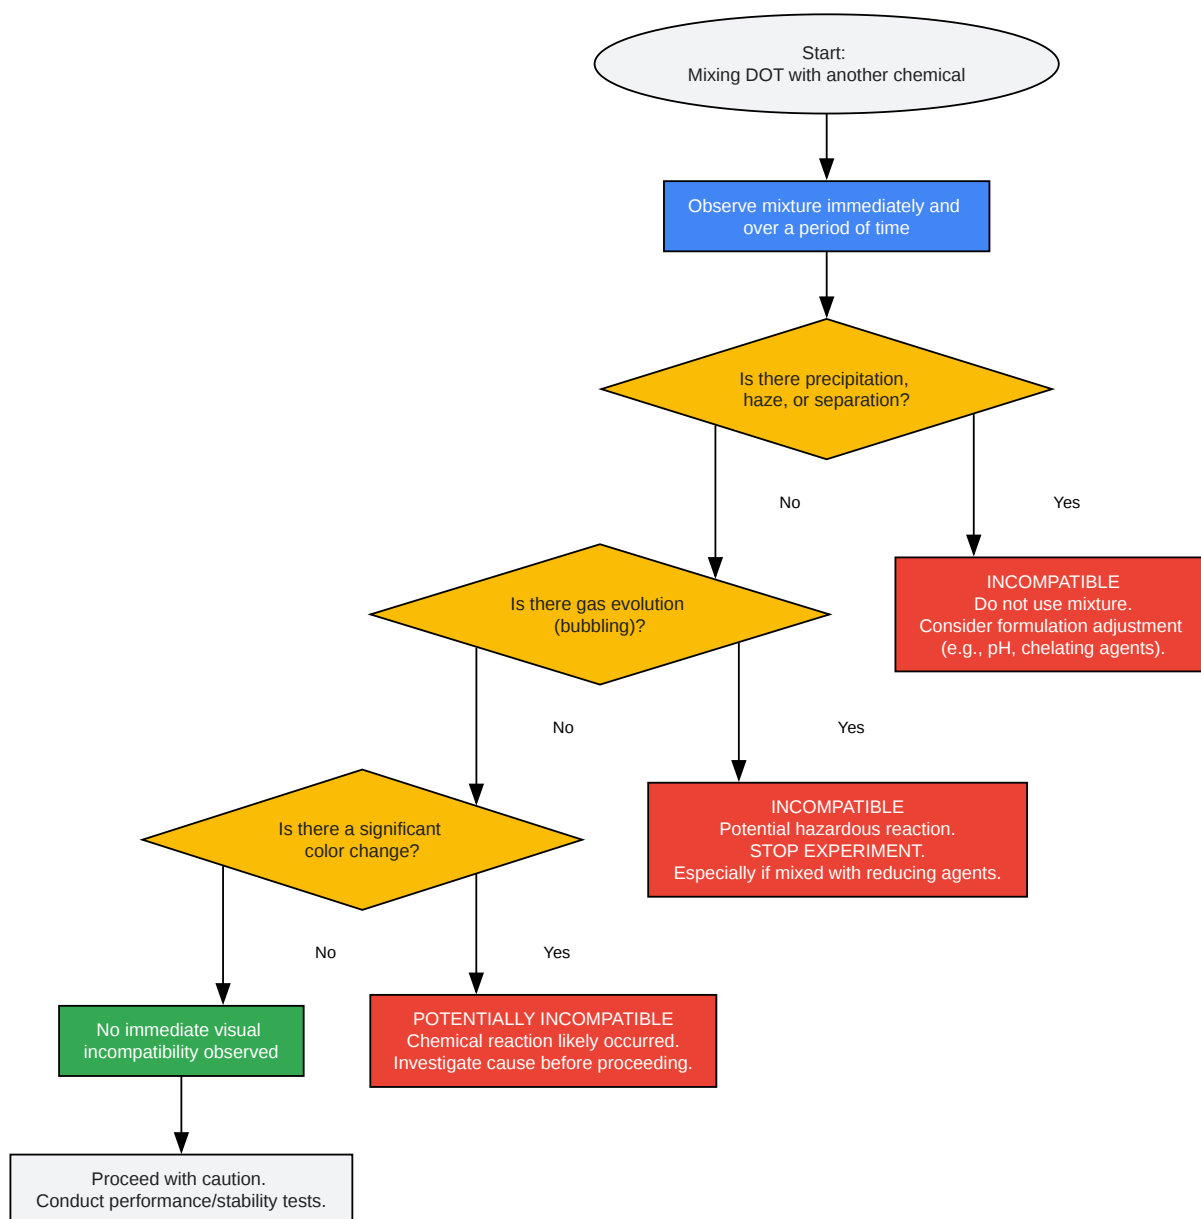 Start:
Mixing DOT with another chemical
Observe mixture immediately and
over a period of time
Is there precipitation,
haze, or separation?
No
Yes
INCOMPATIBLE
Do not use mixture.
Consider formulation adjustment
(e.g., pH, chelating agents).
Is there gas evolution
(bubbling)?
No
Yes
INCOMPATIBLE
Potential hazardous reaction.
STOP EXPERIMENT.
Especially if mixed with reducing agents.
Is there a significant
color change?
No
Yes
POTENTIALLY INCOMPATIBLE
Chemical reaction likely occurred.
Investigate cause before proceeding.
No immediate visual
incompatibility observed
Proceed with caution.
Conduct performance/stability tests.